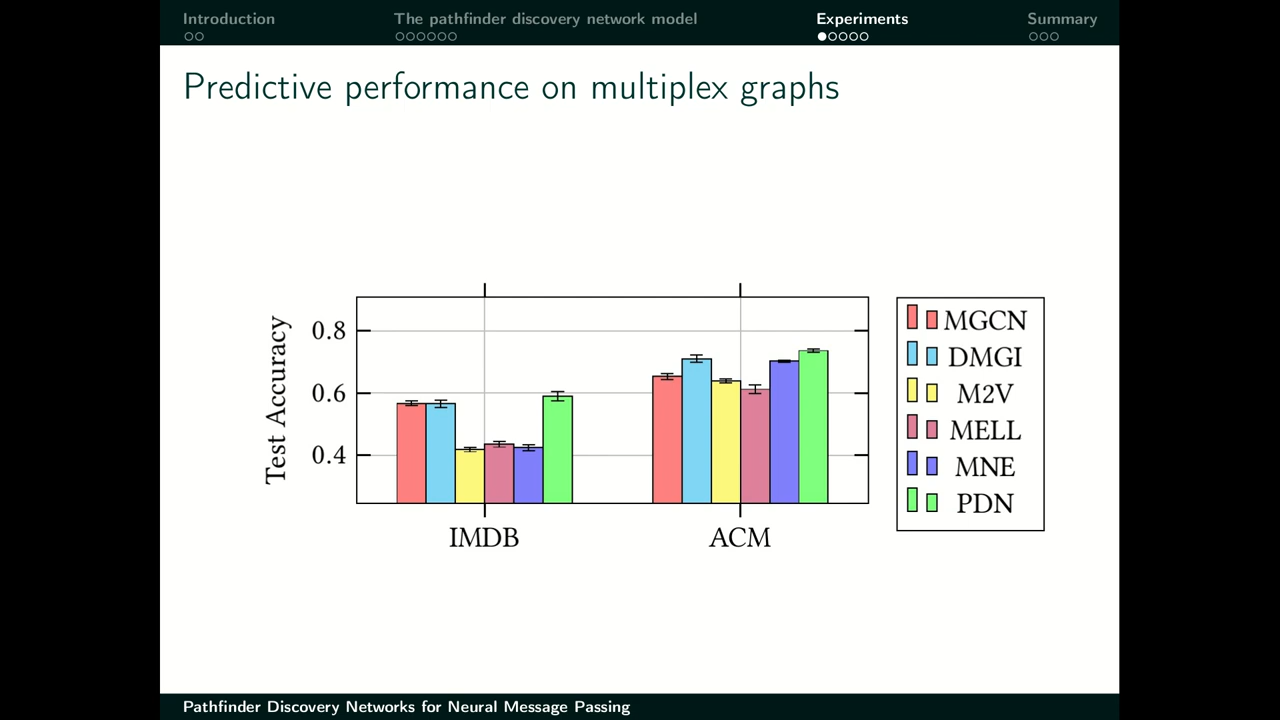 Introduction
The pathfinder discovery network model
Experiments
Summary
Predictive performance on multiplex graphs
Test Accuracy
0.8
0.6
0.4
IMDB
ACM
MGCN
DMGI
M2V
MELL
MNE
PDN
Pathfinder Discovery Networks for Neural Message Passing